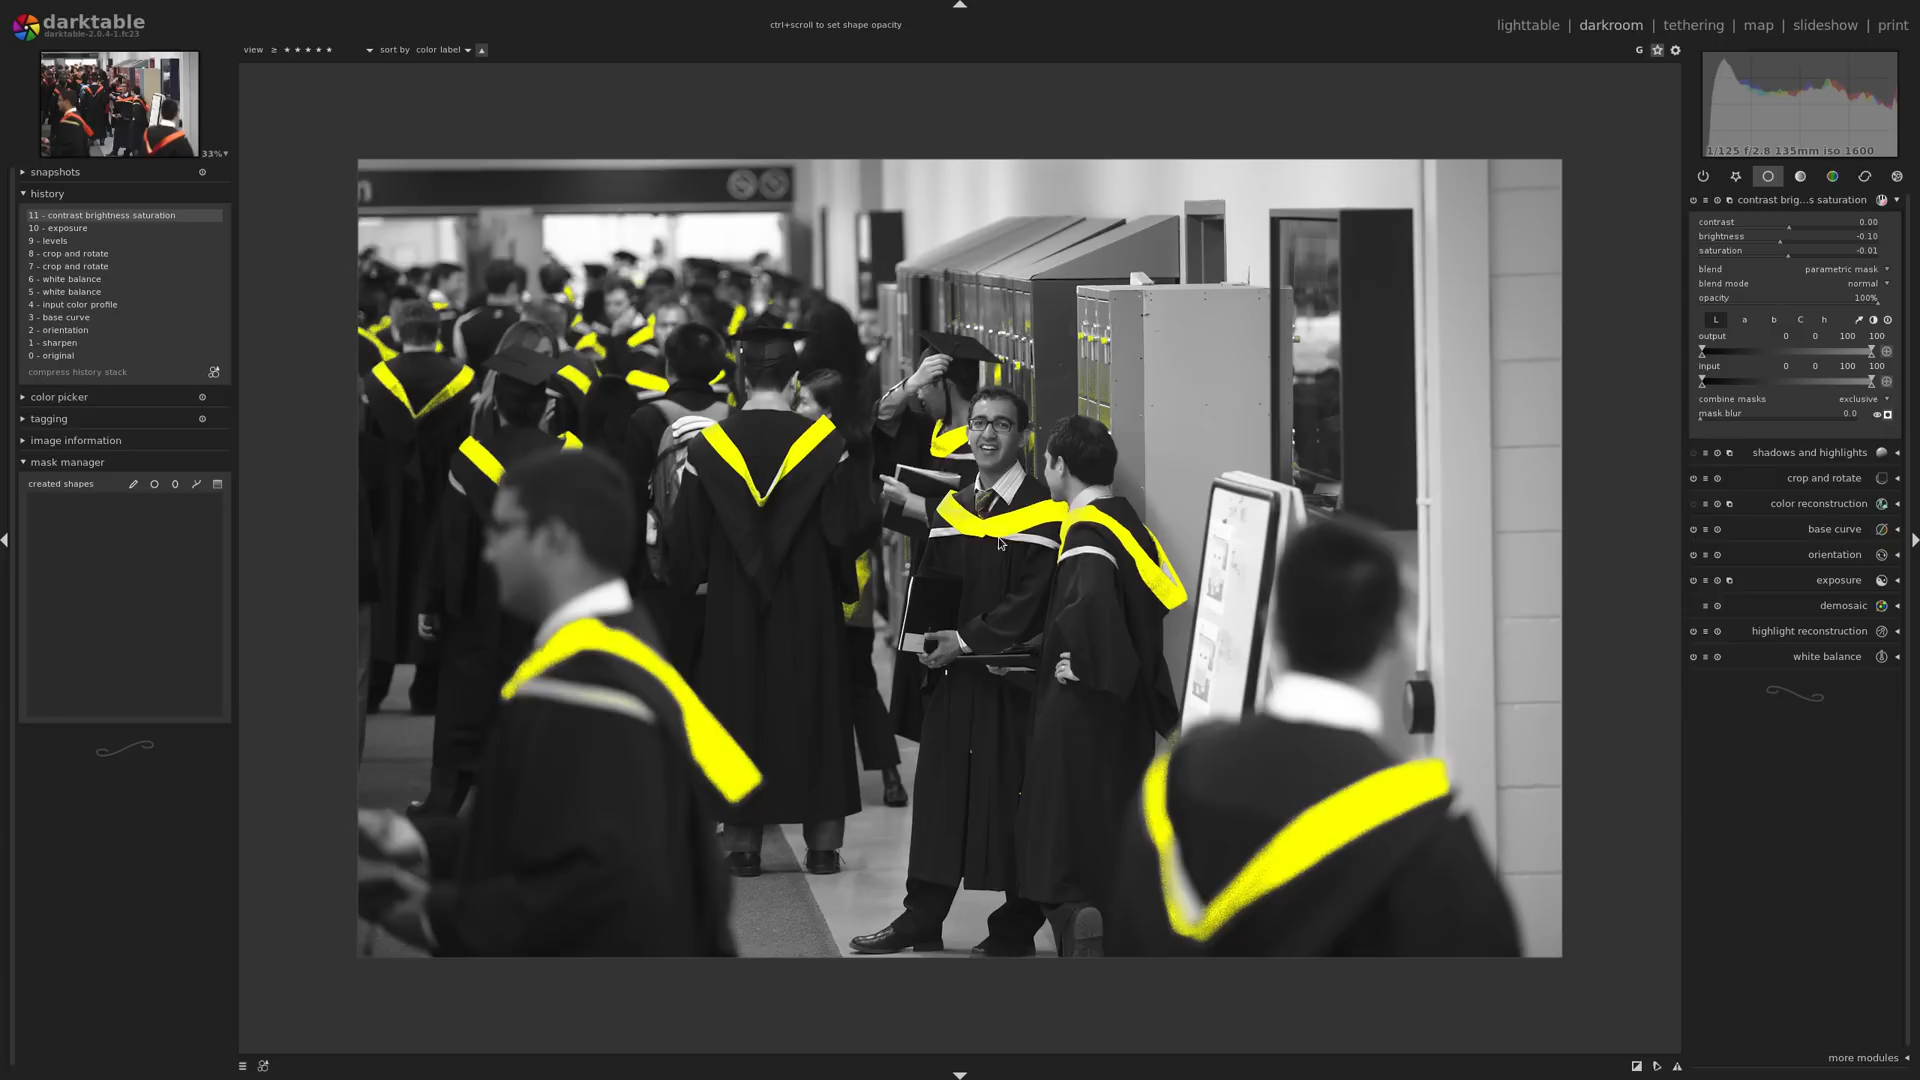 darktable
darktable-2.0.4-1.fc23
ctrl+scroll to set shape opacity
lighttable | darkroom | tethering | map | slideshow | print
view ≥ ★ ★ ★ ★ ★ sort by color label
G
33%
1/125 f/2.8 135mm iso 1600
snapshots
history
11 - contrast brightness saturation
10 - exposure
9 - levels
8 - crop and rotate
7 - crop and rotate
6 - white balance
5 - white balance
4 - input color profile
3 - base curve
2 - orientation
1 - sharpen
0 - original
compress history stack
color picker
tagging
image information
mask manager
created shapes
contrast brig...s saturation
contrast 0.00
brightness -0.10
saturation -0.01
blend parametric mask
blend mode normal
opacity 100%
L a b C h
output 0 0 100 100
input 0 0 100 100
combine masks exclusive
mask blur 0.0
shadows and highlights
crop and rotate
color reconstruction
base curve
orientation
exposure
demosaic
highlight reconstruction
white balance
more modules